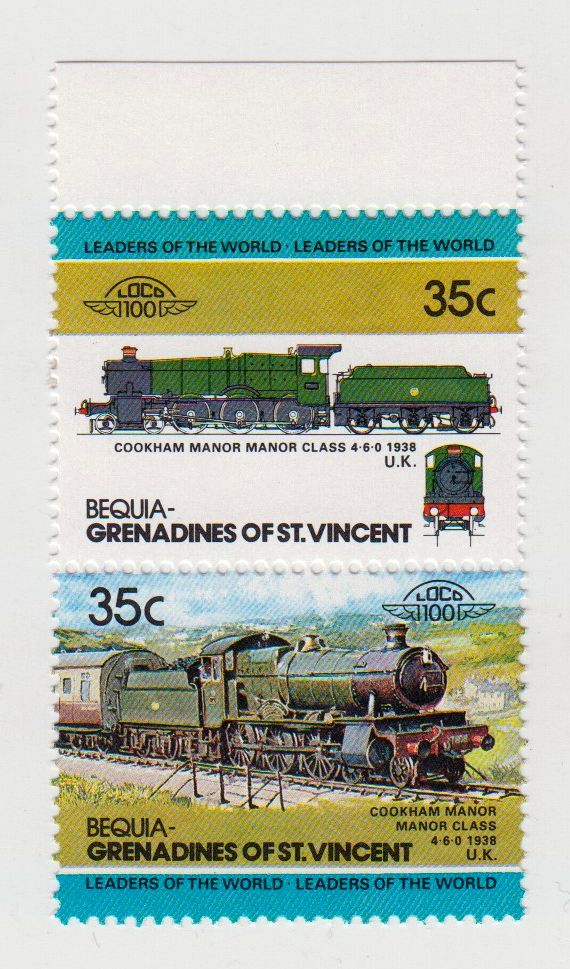 LEADERS OF THE WORLD · LEADERS OF THE WORLD
LOCO
100
35c
COOKHAM MANOR MANOR CLASS 4·6·0 1938
U.K.
BEQUIA-
GRENADINES OF ST. VINCENT
35c
LOCO
100
COOKHAM MANOR
MANOR CLASS
4·6·0 1938
U.K.
BEQUIA-
GRENADINES OF ST. VINCENT
LEADERS OF THE WORLD · LEADERS OF THE WORLD